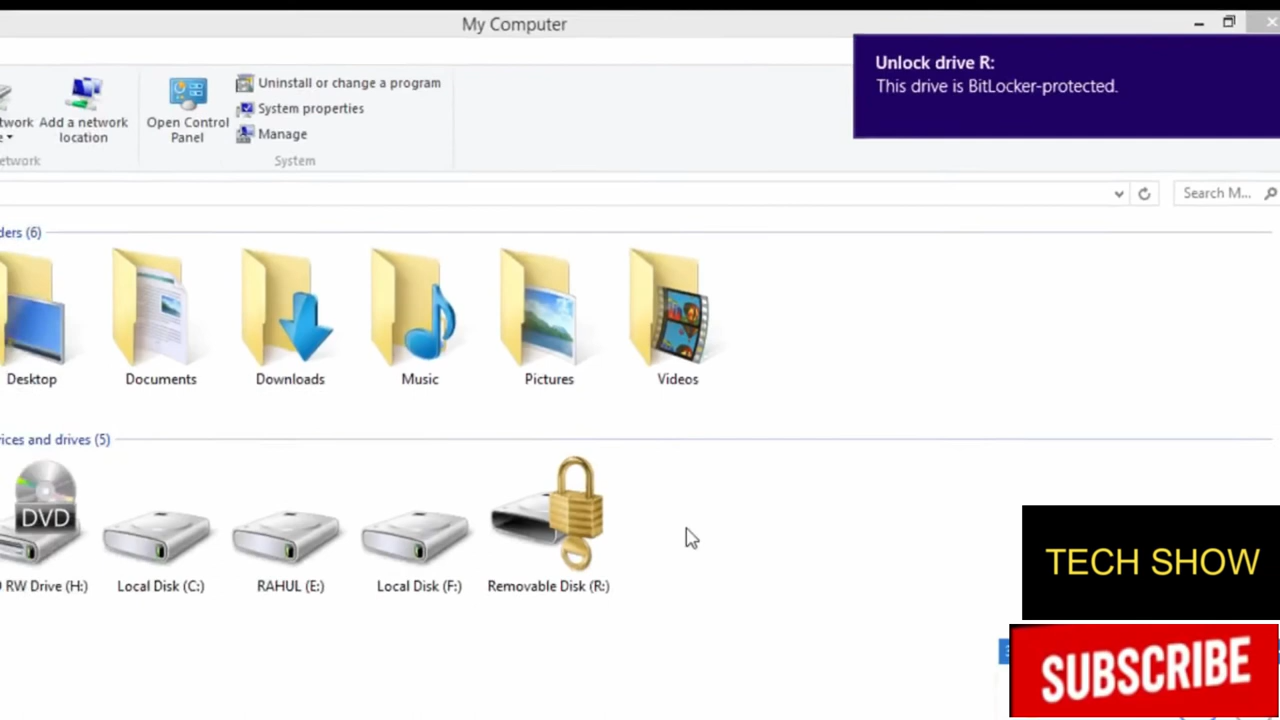 My Computer
Unlock drive R:
This drive is BitLocker-protected.
Uninstall or change a program
System properties
Manage
twork
Add a network
location
Open Control
Panel
etwork
System
Search M...
ders (6)
Desktop
Documents
Downloads
Music
Pictures
Videos
vices and drives (5)
DVD
RW Drive (H:)
Local Disk (C:)
RAHUL (E:)
Local Disk (F:)
Removable Disk (R:)
TECH SHOW
SUBSCRIBE